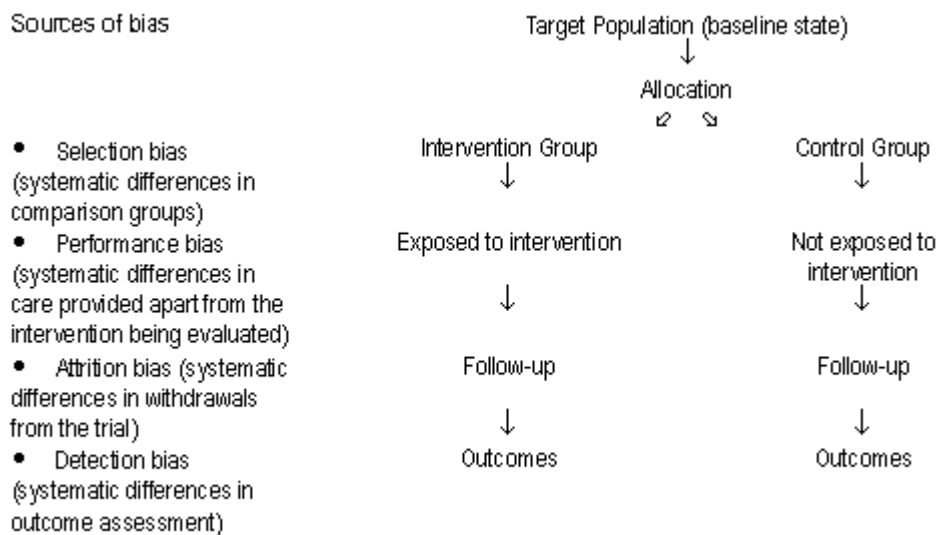 Sources of bias
Target Population (baseline state)
↓
Allocation
⬃ ⬂
• Selection bias
(systematic differences in
comparison groups)
Intervention Group
↓
Control Group
↓
• Performance bias
(systematic differences in
care provided apart from the
intervention being evaluated)
Exposed to intervention
↓
Not exposed to
intervention
↓
• Attrition bias (systematic
differences in withdrawals
from the trial)
Follow-up
↓
Follow-up
↓
• Detection bias
(systematic differences in
outcome assessment)
Outcomes
Outcomes